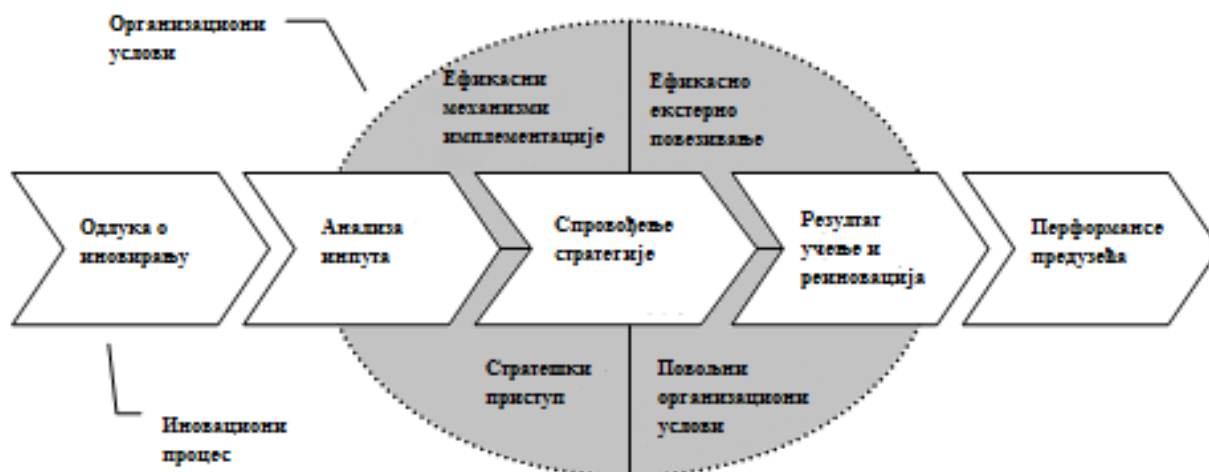 Организациони
услови
Ефикасни
механизми
имплементације
Ефикасно
екстерно
повезивање
Одлука о
иновирању
Анализа
инпута
Спровођење
стратегије
Резултат
учење и
реиновација
Перформансе
предузећа
Стратешки
приступ
Повољни
организациони
услови
Иновациони
процес